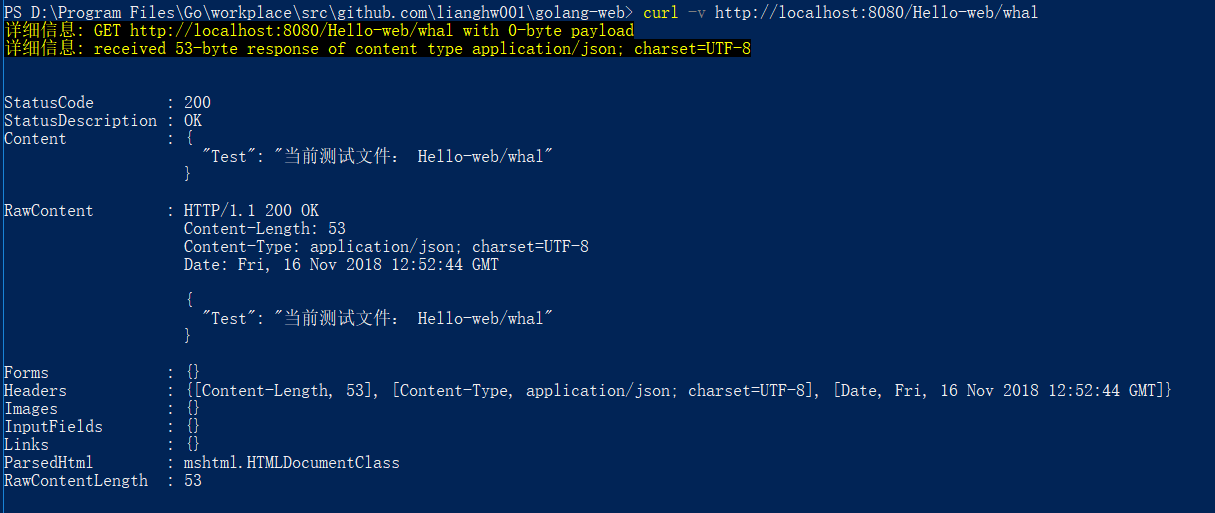 PS D:\Program Files\Go\workplace\src\github.com\lianghw001\golang-web> curl -v http://localhost:8080/Hello-web/whal
详细信息: GET http://localhost:8080/Hello-web/whal with 0-byte payload
详细信息: received 53-byte response of content type application/json; charset=UTF-8
StatusCode : 200
StatusDescription : OK
Content : {
"Test": "当前测试文件： Hello-web/whal"
}
RawContent : HTTP/1.1 200 OK
Content-Length: 53
Content-Type: application/json; charset=UTF-8
Date: Fri, 16 Nov 2018 12:52:44 GMT
{
"Test": "当前测试文件： Hello-web/whal"
}
Forms : {}
Headers : {[Content-Length, 53], [Content-Type, application/json; charset=UTF-8], [Date, Fri, 16 Nov 2018 12:52:44 GMT]}
Images : {}
InputFields : {}
Links : {}
ParsedHtml : mshtml.HTMLDocumentClass
RawContentLength : 53